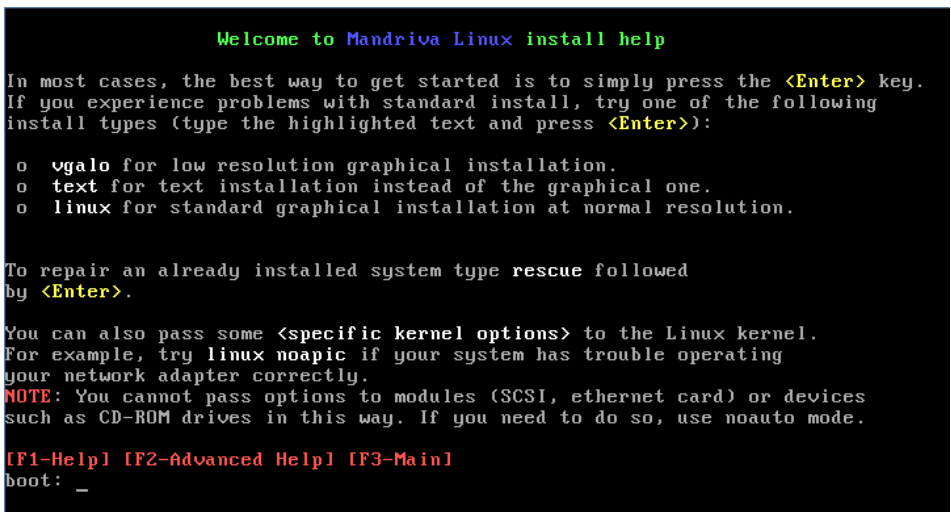 Welcome to Mandriva Linux install help
In most cases, the best way to get started is to simply press the <Enter> key.
If you experience problems with standard install, try one of the following
install types (type the highlighted text and press <Enter>):
o vgalo for low resolution graphical installation.
o text for text installation instead of the graphical one.
o linux for standard graphical installation at normal resolution.
To repair an already installed system type rescue followed
by <Enter>.
You can also pass some <specific kernel options> to the Linux kernel.
For example, try linux noapic if your system has trouble operating
your network adapter correctly.
NOTE: You cannot pass options to modules (SCSI, ethernet card) or devices
such as CD-ROM drives in this way. If you need to do so, use noauto mode.
[F1-Help] [F2-Advanced Help] [F3-Main]
boot: _